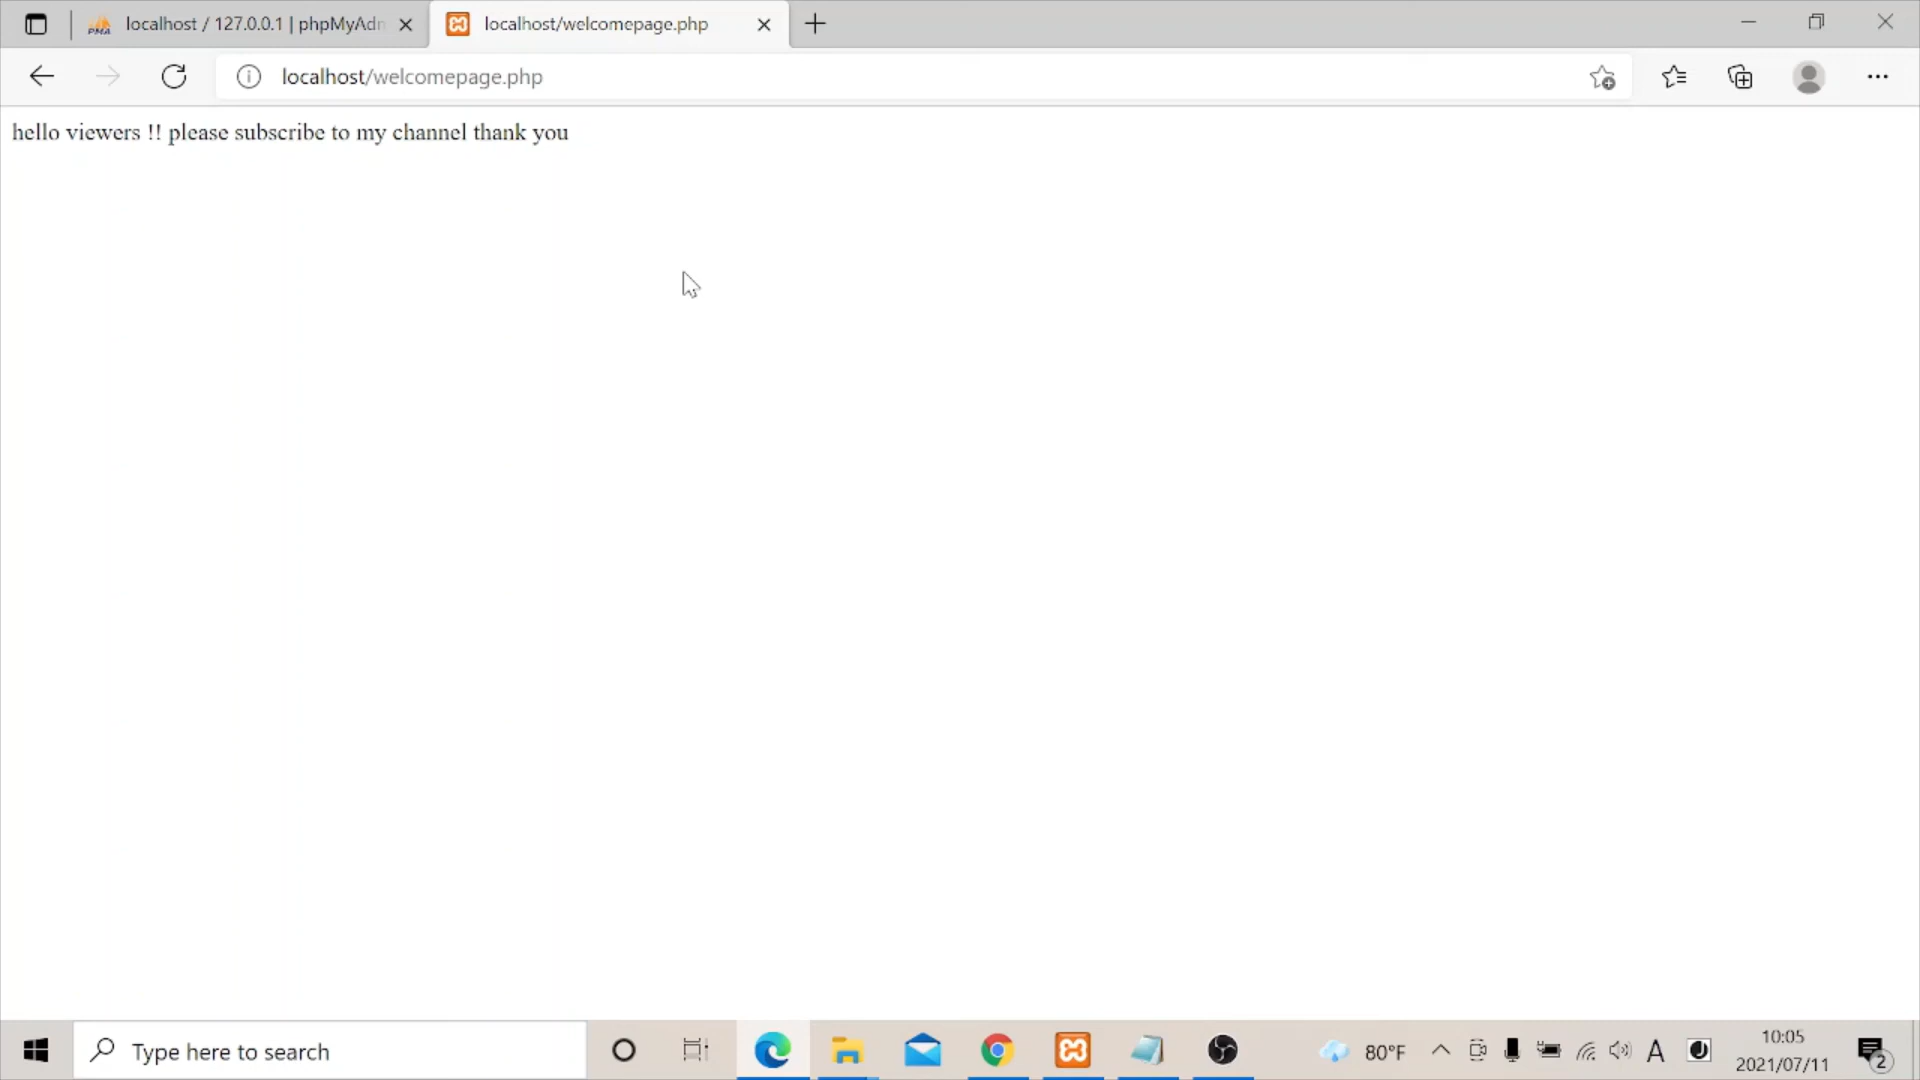 localhost / 127.0.0.1 | phpMyAdn
localhost/welcomepage.php
localhost/welcomepage.php
hello viewers !! please subscribe to my channel thank you
Type here to search
80°F
A
10:05
2021/07/11
2